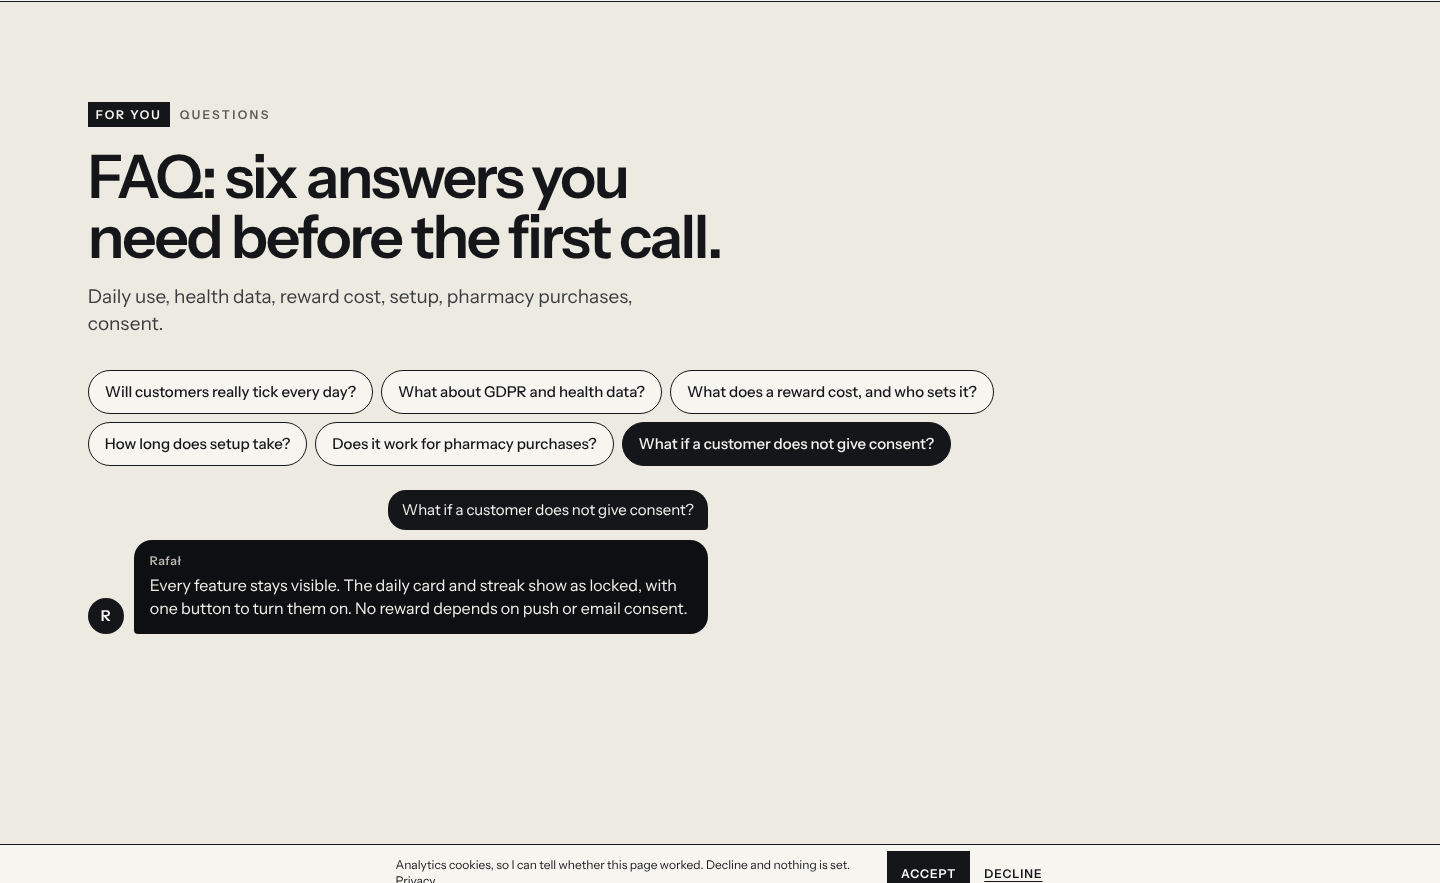 FOR YOU QUESTIONS
FAQ: six answers you
need before the first call.
Daily use, health data, reward cost, setup, pharmacy purchases,
consent.
Will customers really tick every day? What about GDPR and health data? What does a reward cost, and who sets it?
How long does setup take? Does it work for pharmacy purchases? What if a customer does not give consent?
What if a customer does not give consent?
Rafał
Every feature stays visible. The daily card and streak show as locked, with
one button to turn them on. No reward depends on push or email consent.
R
Analytics cookies, so I can tell whether this page worked. Decline and nothing is set.
Privacy
ACCEPT DECLINE